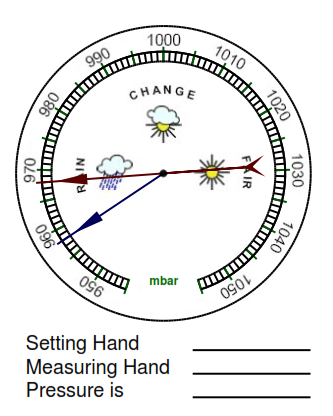 950
960
970
980
990
1000
1010
1020
1030
1040
1050
CHANGE
RAIN
FAIR
mbar
Setting Hand
Measuring Hand
Pressure is